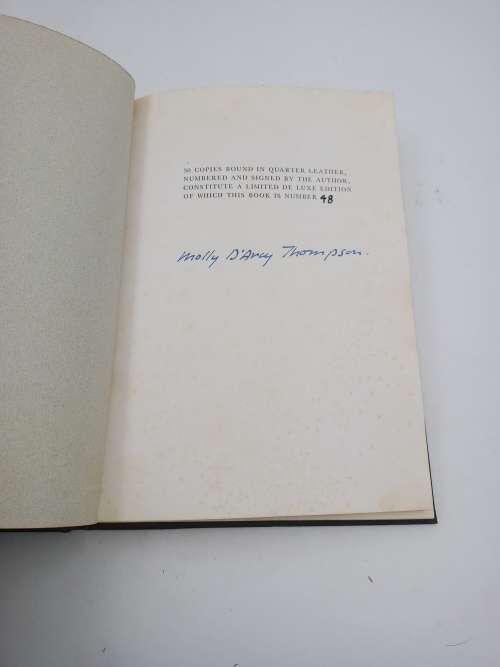 50 COPIES BOUND IN QUARTER LEATHER,
NUMBERED AND SIGNED BY THE AUTHOR,
CONSTITUTE A LIMITED DE LUXE EDITION
OF WHICH THIS BOOK IS NUMBER 48
Molly D'Arcy Thompson.